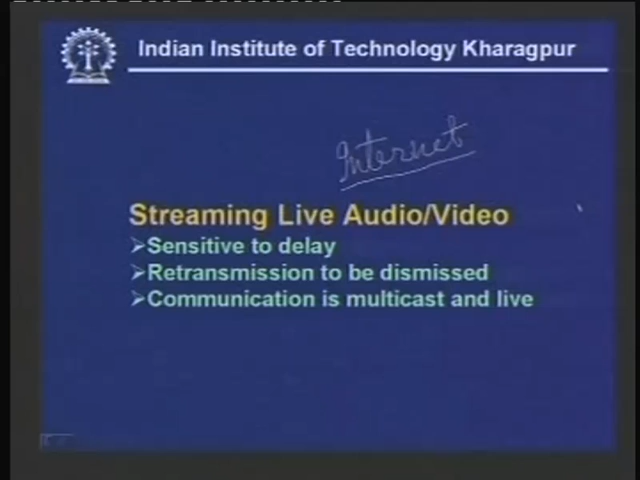 Indian Institute of Technology Kharagpur
Internet
Streaming Live Audio/Video
➢Sensitive to delay
➢Retransmission to be dismissed
➢Communication is multicast and live